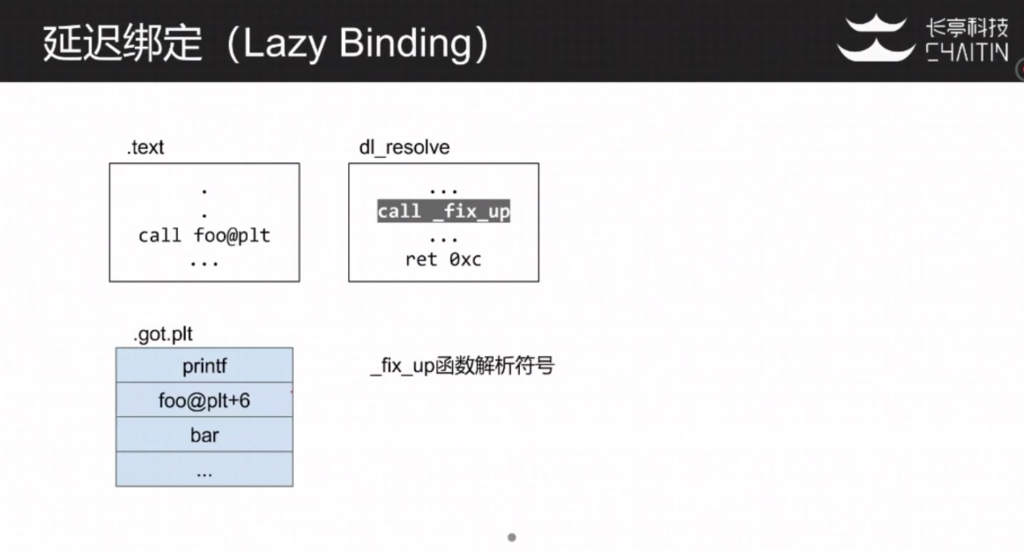 延迟绑定（Lazy Binding）
长亭科技
CHAITIN
.text
.
.
call foo@plt
...
dl_resolve
...
call _fix_up
...
ret 0xc
.got.plt
printf
foo@plt+6
bar
...
_fix_up函数解析符号